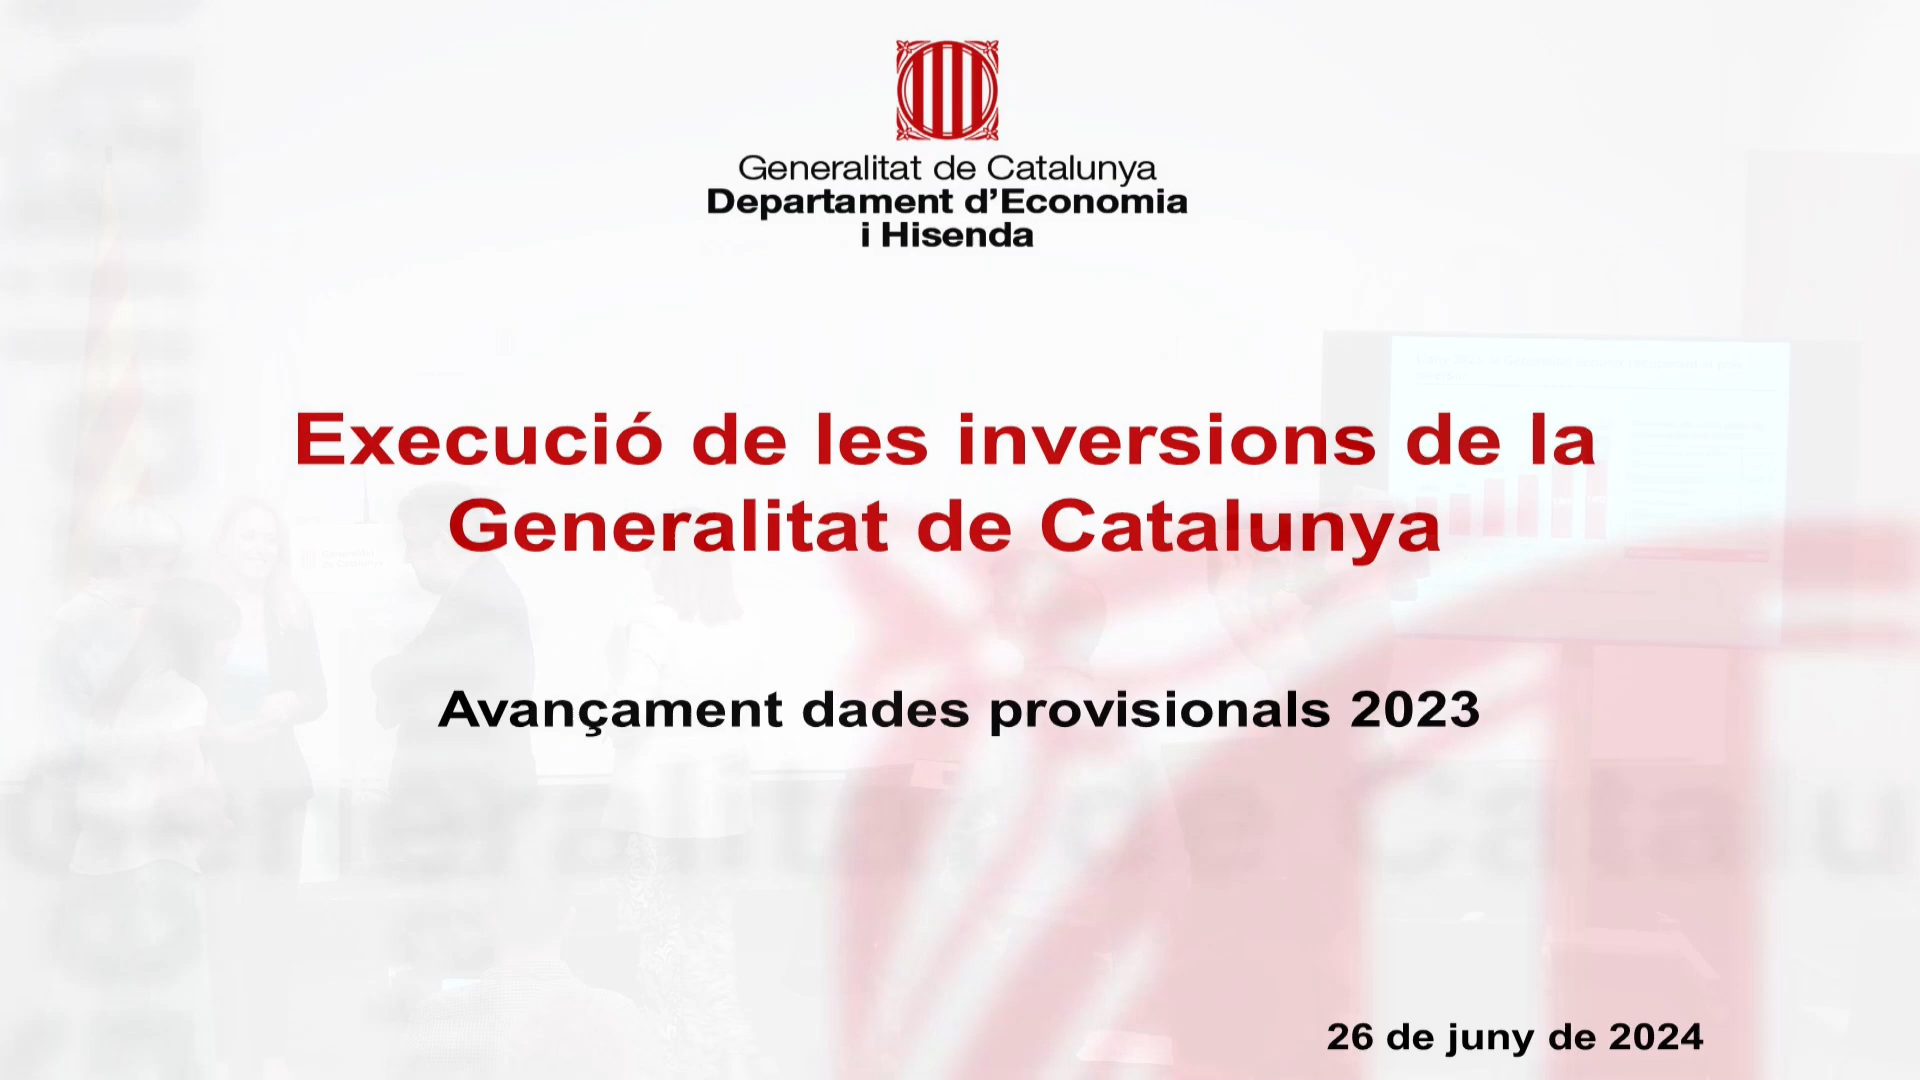 Generalitat de Catalunya
Departament d'Economia
i Hisenda
Execució de les inversions de la
Generalitat de Catalunya
Avançament dades provisionals 2023
26 de juny de 2024